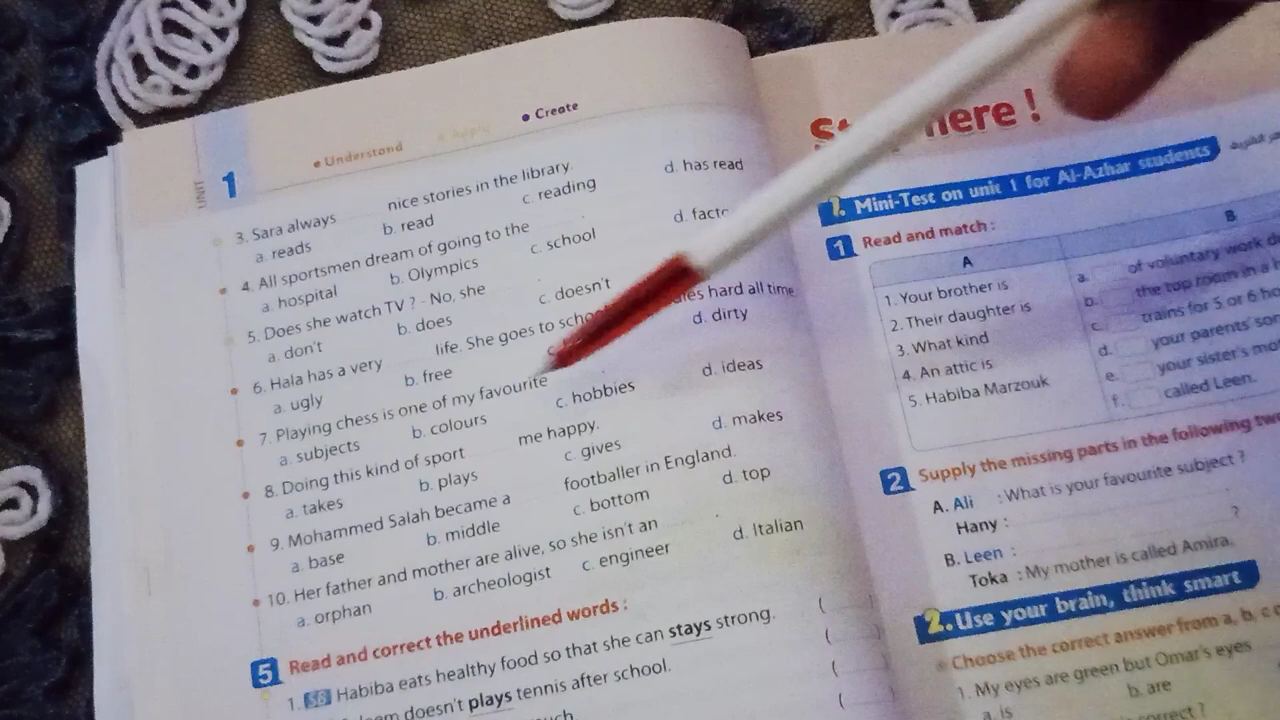 UNIT 1
• Understand • Apply • Create
3. Sara always nice stories in the library.
a. reads b. read c. reading d. has read
4. All sportsmen dream of going to the
a. hospital b. Olympics c. school
5. Does she watch TV ? - No, she
a. don't b. does c. doesn't
6. Hala has a very life. She goes to hard all time
a. ugly b. free d. dirty
7. Playing chess is one of my favourite
a. subjects b. colours c. hobbies d. ideas
8. Doing this kind of sport me happy.
a. takes b. plays c. gives d. makes
9. Mohammed Salah became a footballer in England.
a. base b. middle c. bottom d. top
10. Her father and mother are alive, so she isn't an
a. orphan b. archeologist c. engineer d. Italian
5 Read and correct the underlined words :
1. SB Habiba eats healthy food so that she can stays strong. ( )
doesn't plays tennis after school. ( )
here !
1. Mini-Test on unit 1 for Al-Azhar students
1 Read and match :
A B
1. Your brother is a. of voluntary work
2. Their daughter is b. the top room in a
3. What kind c. trains for 5 or 6
4. An attic is d. your parents' son
5. Habiba Marzouk e. your sister's
f. called Leen.
2 Supply the missing parts in the following
A. Ali : What is your favourite subject ?
Hany :
B. Leen : ?
Toka : My mother is called Amira.
2. Use your brain, think smart
Choose the correct answer from a, b, c
1. My eyes are green but Omar's eyes
a. is b. are